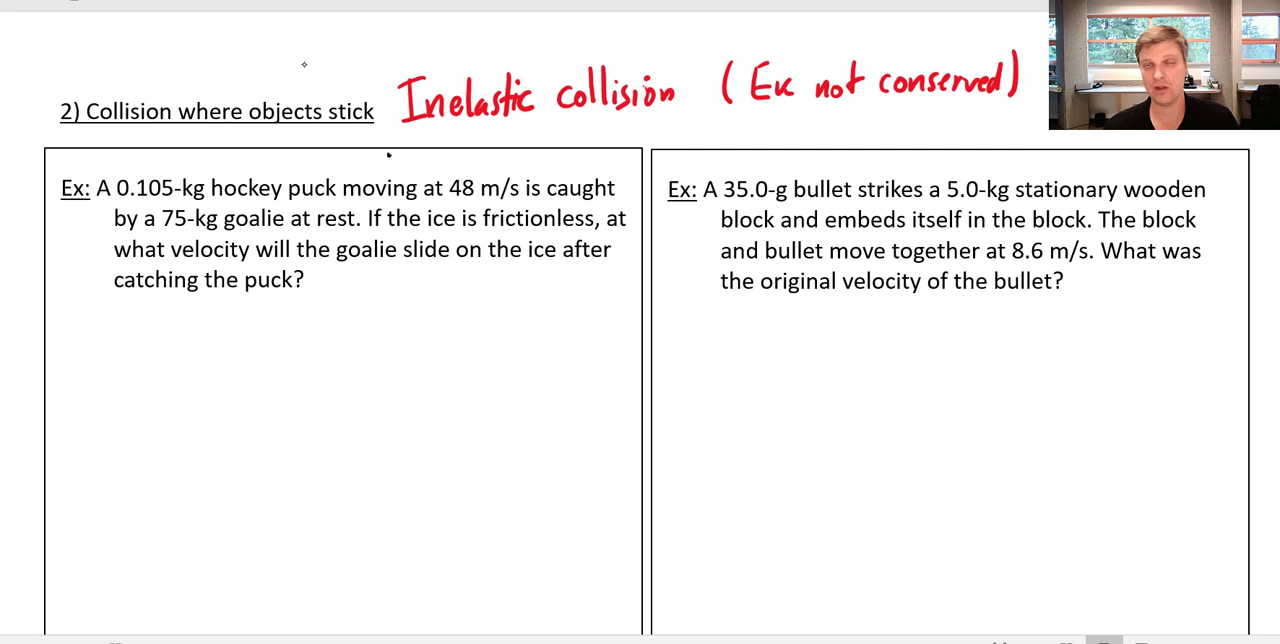 2) Collision where objects stick Inelastic collision (Ek not conserved)
Ex: A 0.105-kg hockey puck moving at 48 m/s is caught
by a 75-kg goalie at rest. If the ice is frictionless, at
what velocity will the goalie slide on the ice after
catching the puck?
Ex: A 35.0-g bullet strikes a 5.0-kg stationary wooden
block and embeds itself in the block. The block
and bullet move together at 8.6 m/s. What was
the original velocity of the bullet?